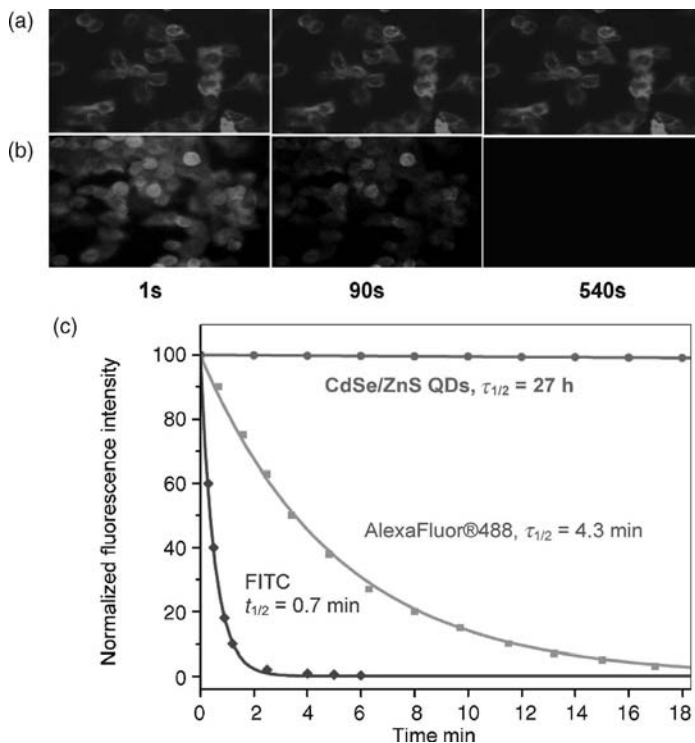 (a)
(b)
1s 90s 540s
(c)
Normalized fluorescence intensity
100
80
60
40
20
0
CdSe/ZnS QDs, τ1/2 = 27 h
AlexaFluor®488, τ1/2 = 4.3 min
FITC
t1/2 = 0.7 min
0 2 4 6 8 10 12 14 16 18
Time min